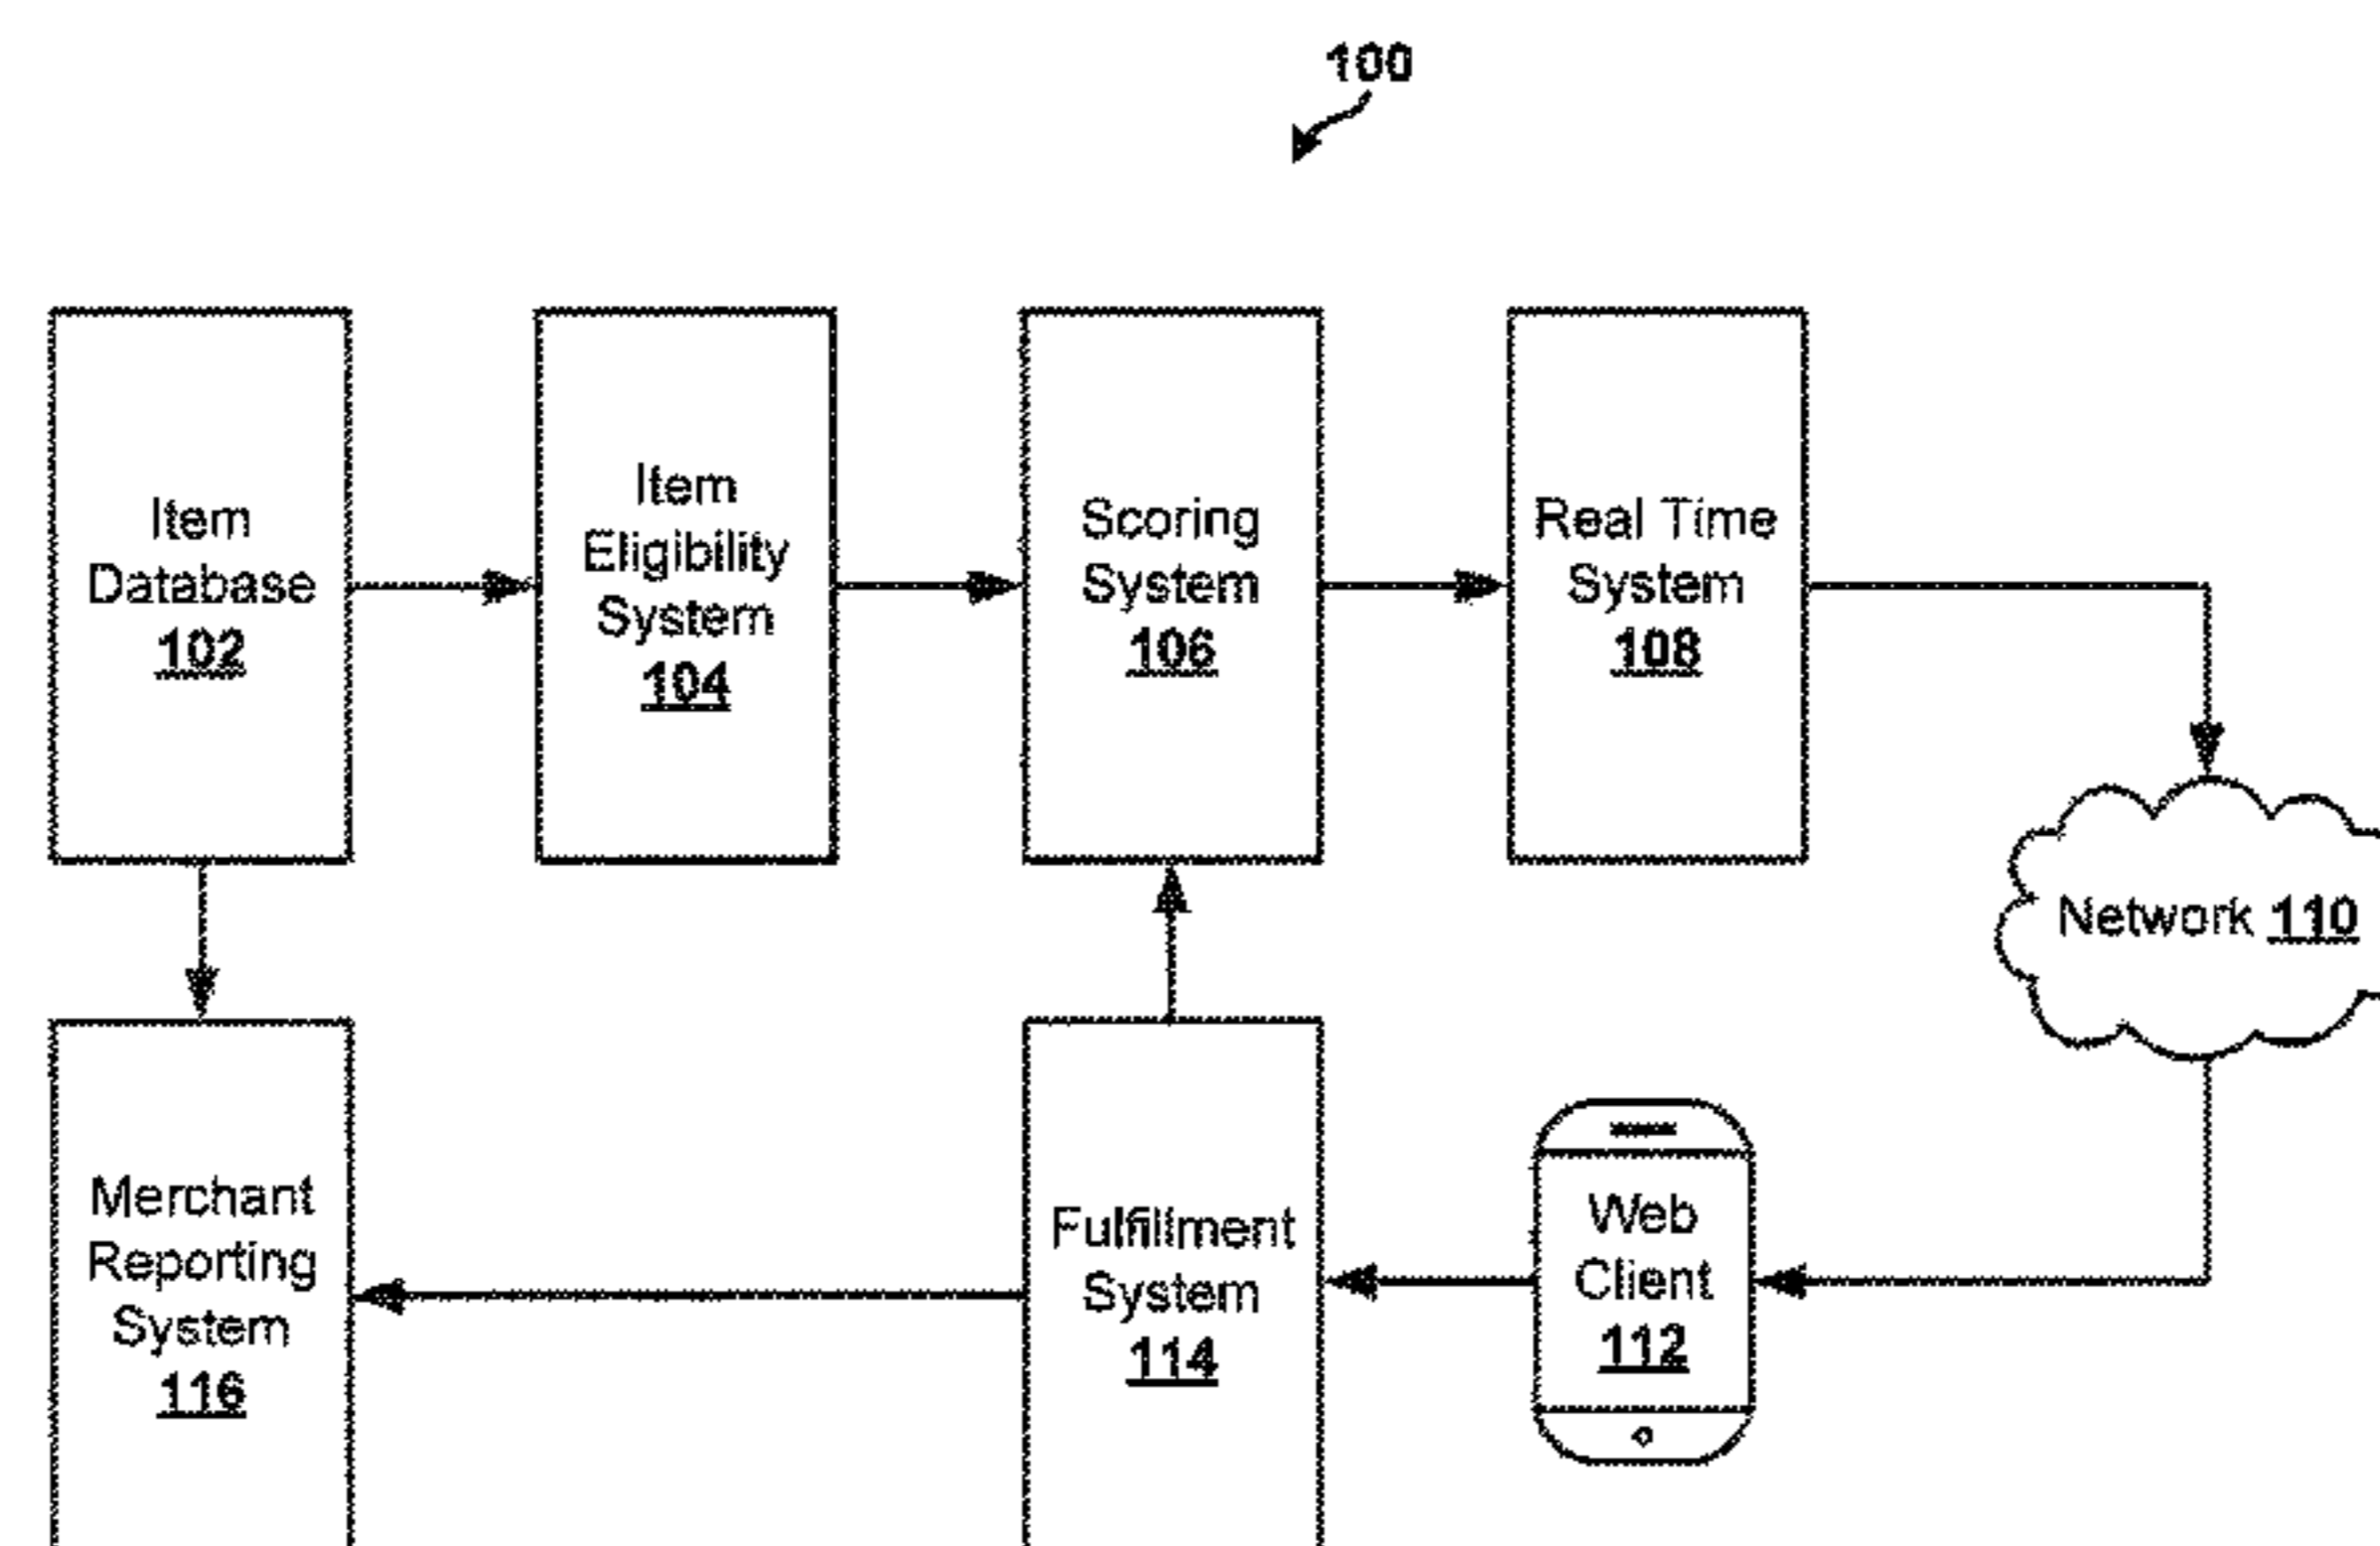 100
Item
Database
102
Item
Eligibility
System
104
Scoring
System
106
Real Time
System
108
Network 110
Merchant
Reporting
System
116
Fulfillment
System
114
Web
Client
112